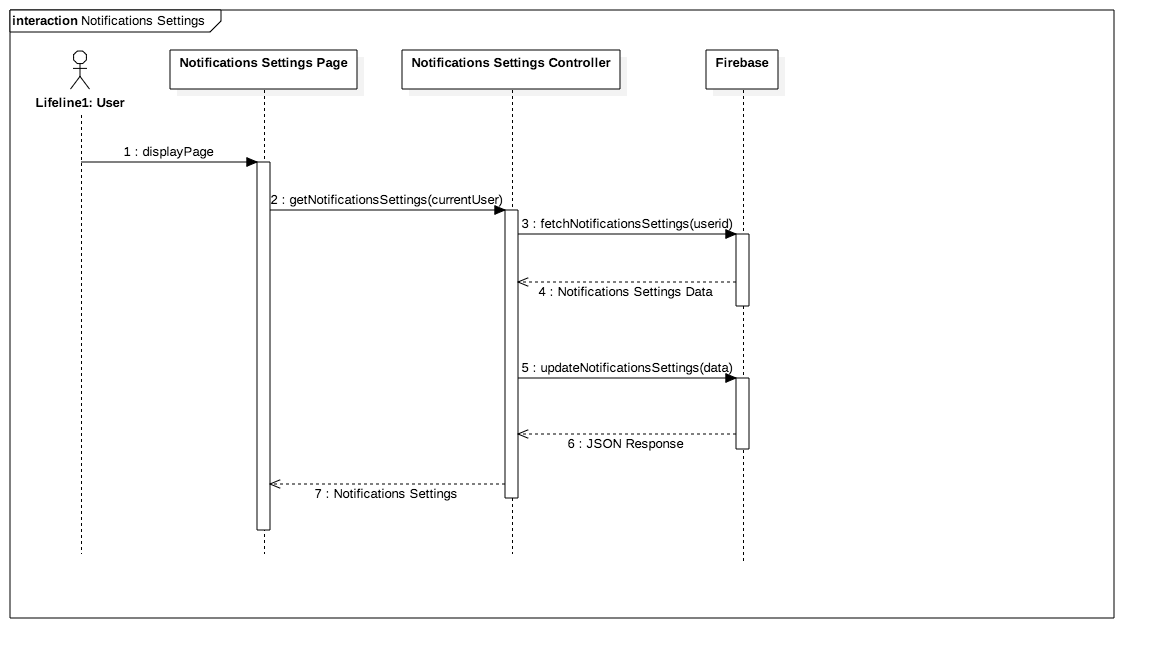 interaction Notifications Settings
Notifications Settings Page
Notifications Settings Controller
Firebase
Lifeline1: User
1 : displayPage
2 : getNotificationsSettings(currentUser)
3 : fetchNotificationsSettings(userid)
4 : Notifications Settings Data
5 : updateNotificationsSettings(data)
6 : JSON Response
7 : Notifications Settings